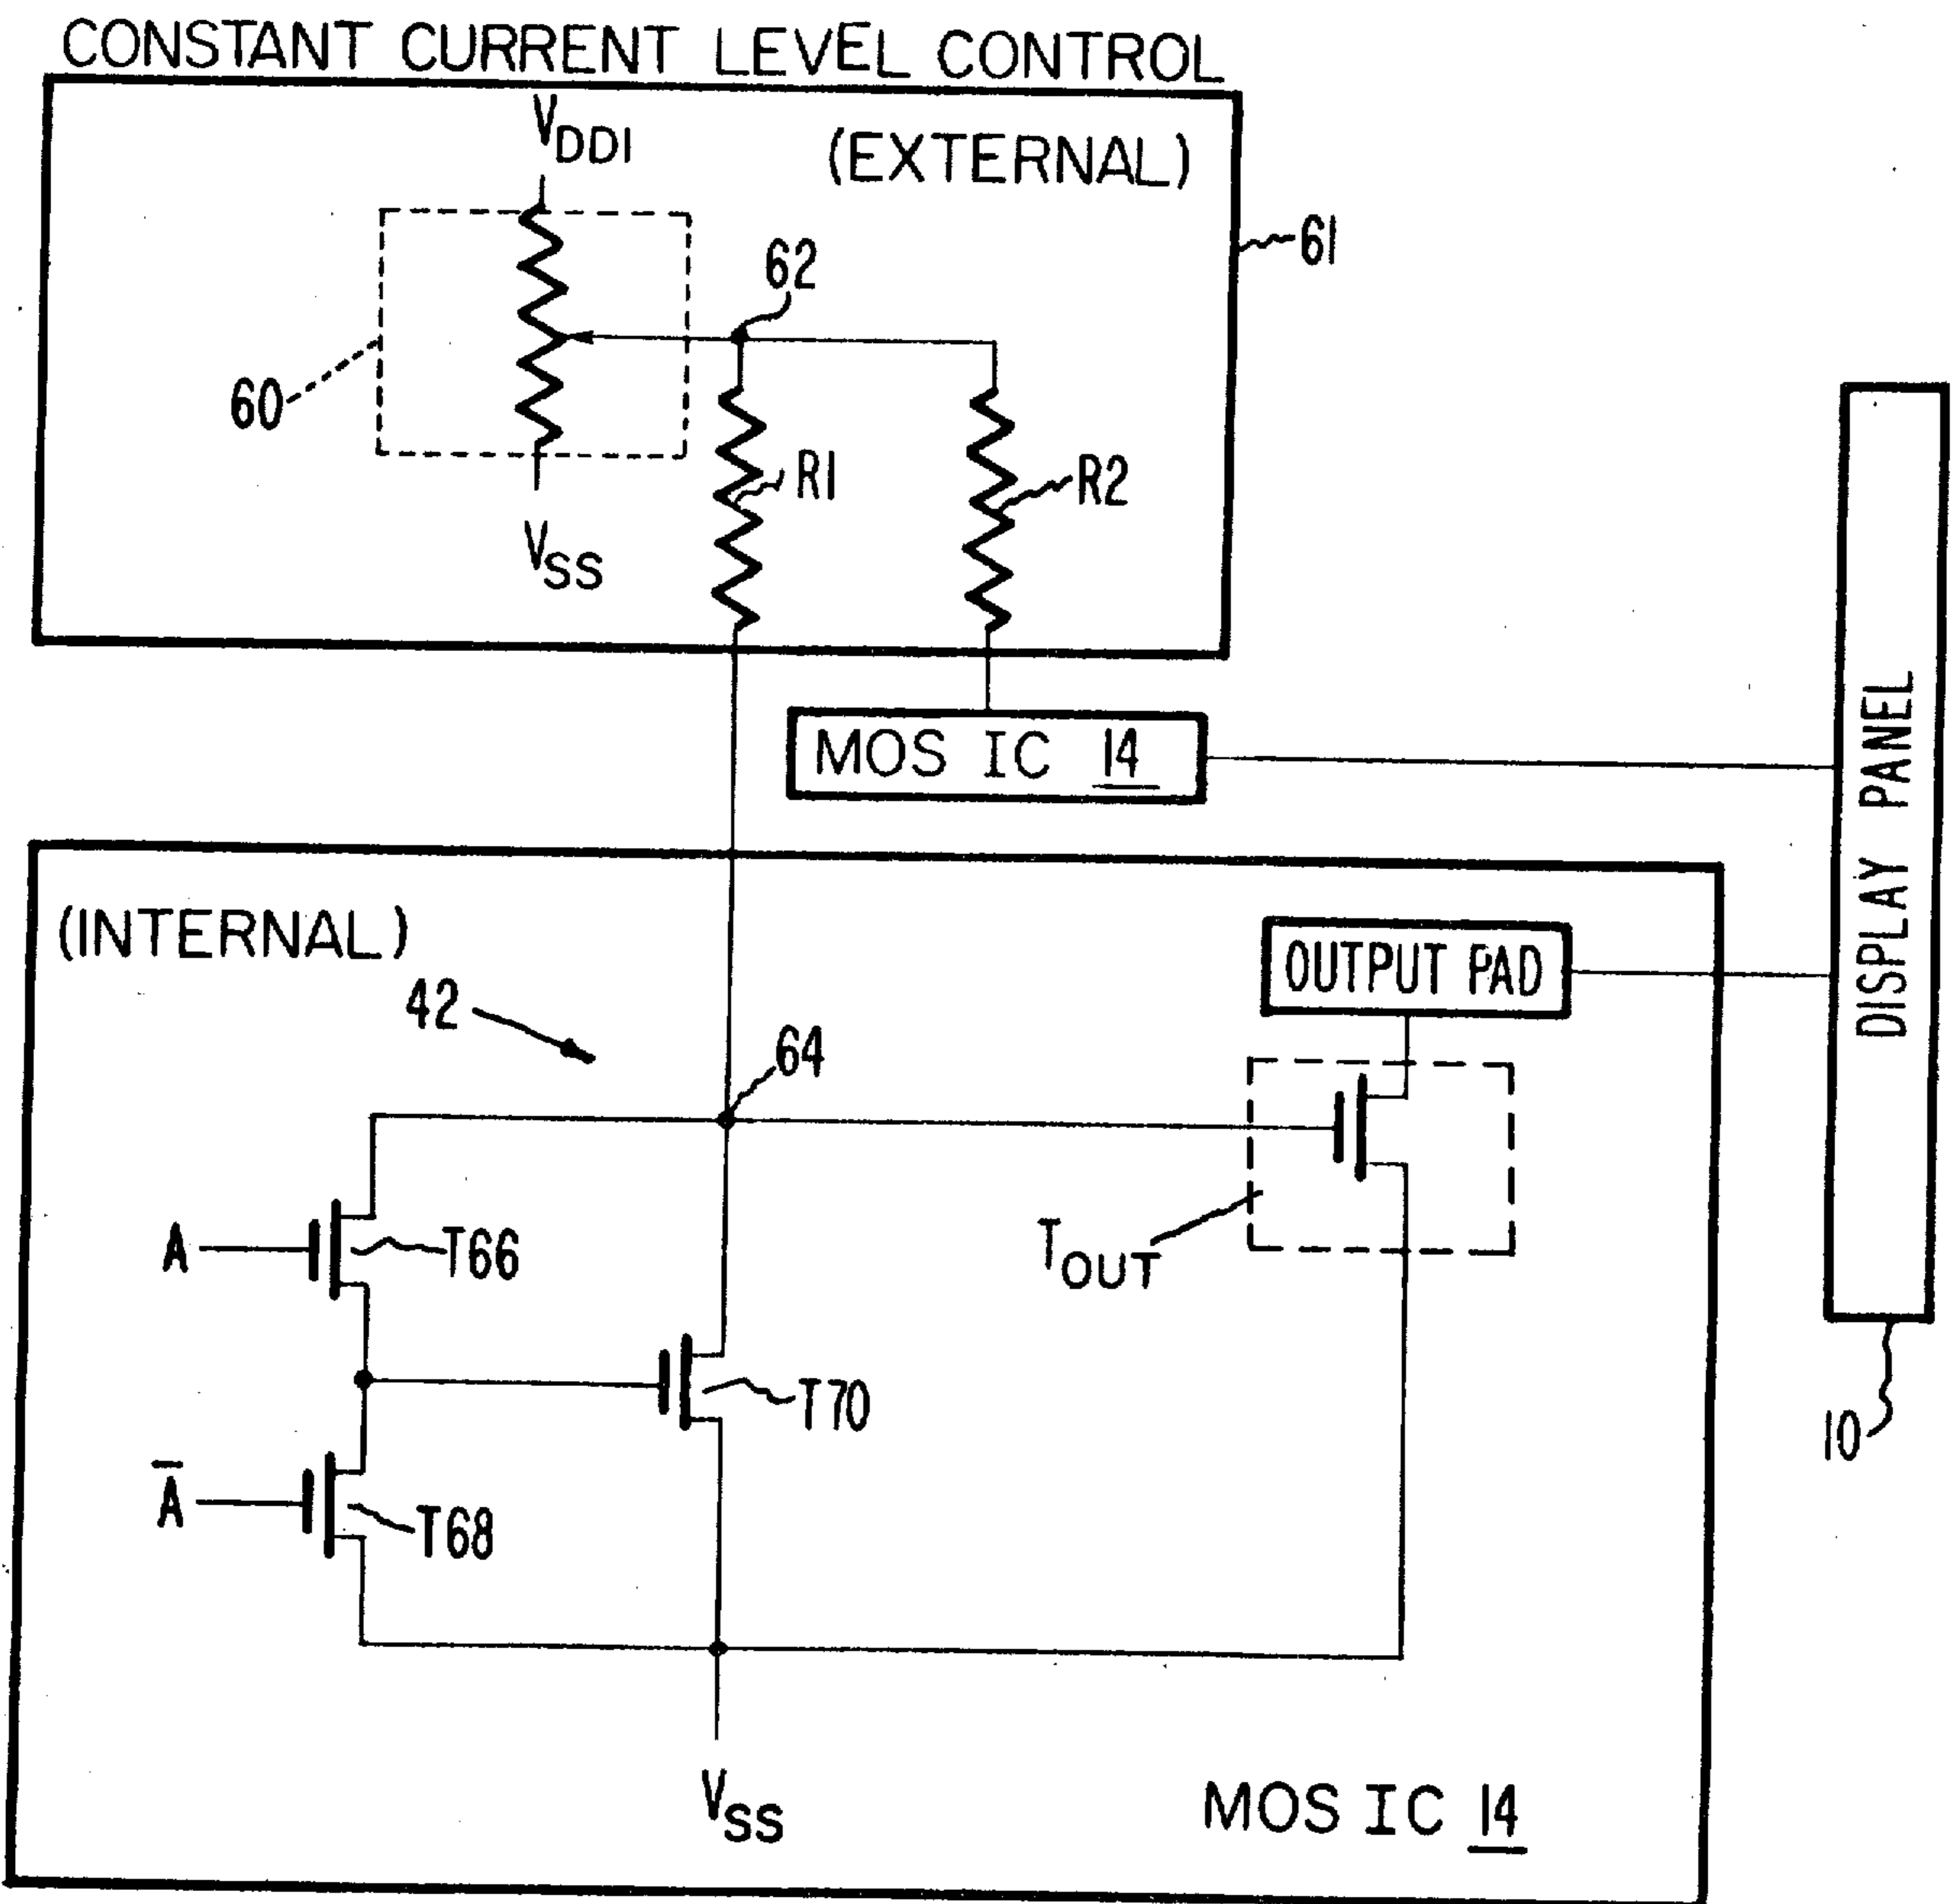 CONSTANT CURRENT LEVEL CONTROL
VDD1
(EXTERNAL)
61
62
60
R1
R2
VSS
MOS IC 14
DISPLAY PANEL
(INTERNAL)
OUTPUT PAD
42
64
A
T66
TOUT
T70
10
Ā
T68
VSS
MOS IC 14